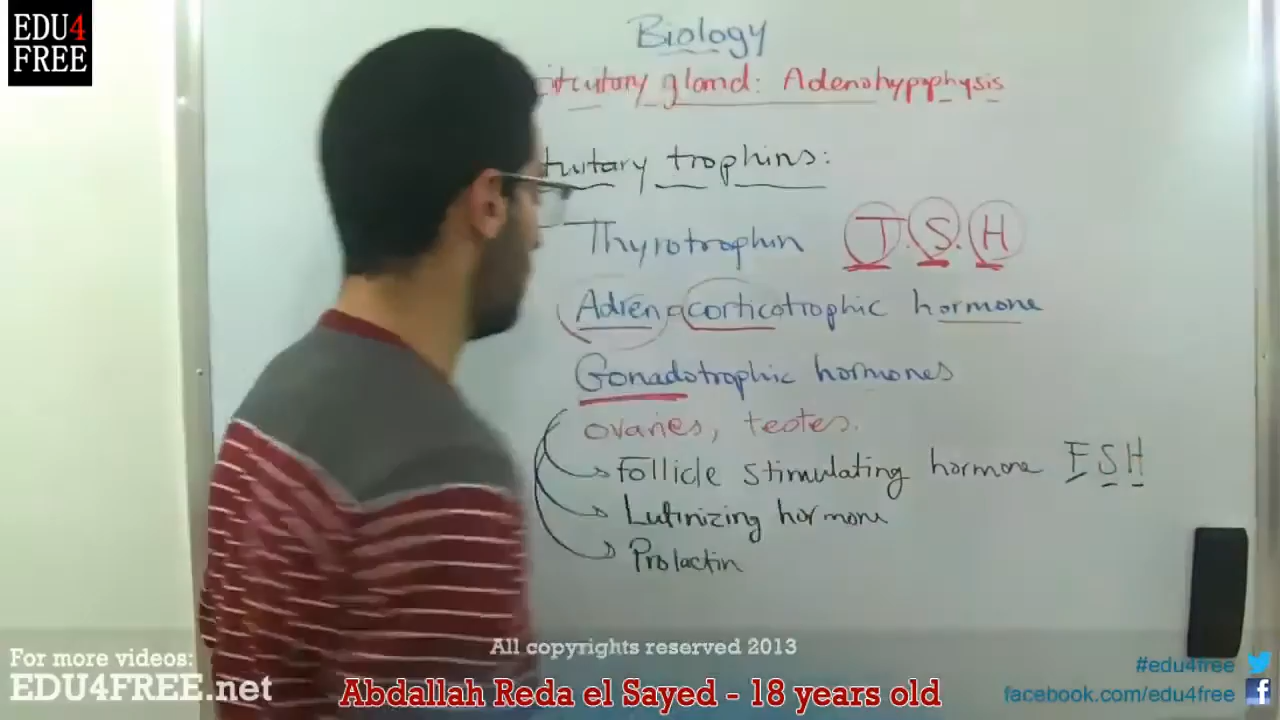 EDU4
FREE
Biology
itutory gland: Adenohypophysis
tuitary trophins:
Thyrotrophin T.S.H
Adrenocorticotrophic hormone
Gonadotrophic hormones
ovaries, testes.
Follicle stimulating hormone FSH
Lutinizing hormone
Prolactin
All copyrights reserved 2013
For more videos:
EDU4FREE.net
Abdallah Reda el Sayed - 18 years old
#edu4free
facebook.com/edu4free